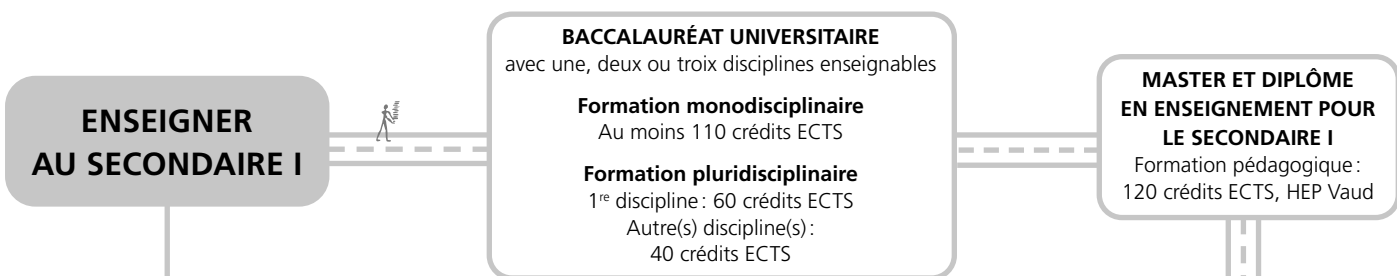 ENSEIGNER
AU SECONDAIRE I
BACCALAURÉAT UNIVERSITAIRE
avec une, deux ou trois disciplines enseignables
Formation monodisciplinaire
Au moins 110 crédits ECTS
Formation pluridisciplinaire
1re discipline : 60 crédits ECTS
Autre(s) discipline(s) :
40 crédits ECTS
MASTER ET DIPLÔME
EN ENSEIGNEMENT POUR
LE SECONDAIRE I
Formation pédagogique :
120 crédits ECTS, HEP Vaud